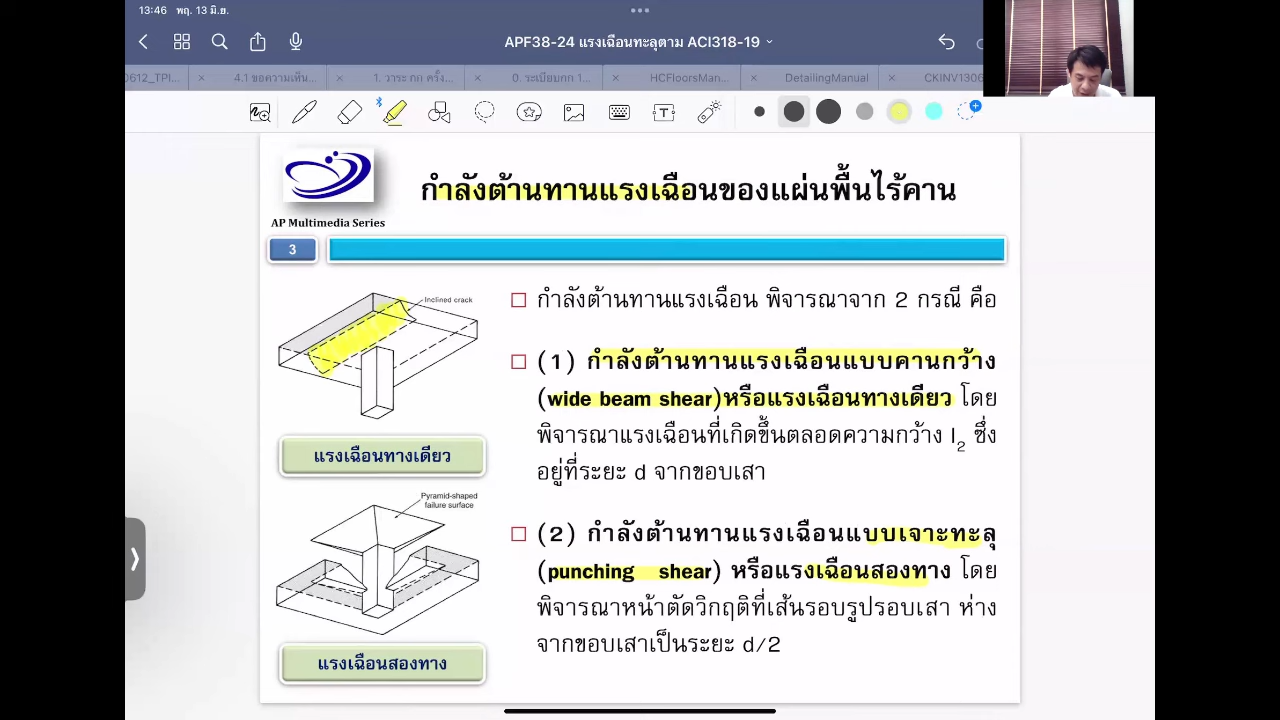 13:46 พฤ. 13 มิ.ย.
APF38-24 แรงเฉือนทะลุตาม ACI318-19
0612_TPI...
4.1 ขอความเห็น...
1. วาระ กก ครั้ง...
0. ระเบียบกก 1...
HCFloorsMan...
DetailingManual
CKINV1306
กำลังต้านทานแรงเฉือนของแผ่นพื้นไร้คาน
AP Multimedia Series
3
Inclined crack
แรงเฉือนทางเดียว
Pyramid-shaped
failure surface
แรงเฉือนสองทาง
กำลังต้านทานแรงเฉือน พิจารณาจาก 2 กรณี คือ
(1) กำลังต้านทานแรงเฉือนแบบคานกว้าง
(wide beam shear)หรือแรงเฉือนทางเดียว โดย
พิจารณาแรงเฉือนที่เกิดขึ้นตลอดความกว้าง l2 ซึ่ง
อยู่ที่ระยะ d จากขอบเสา
(2) กำลังต้านทานแรงเฉือนแบบเจาะทะลุ
(punching shear) หรือแรงเฉือนสองทาง โดย
พิจารณาหน้าตัดวิกฤติที่เส้นรอบรูปรอบเสา ห่าง
จากขอบเสาเป็นระยะ d/2